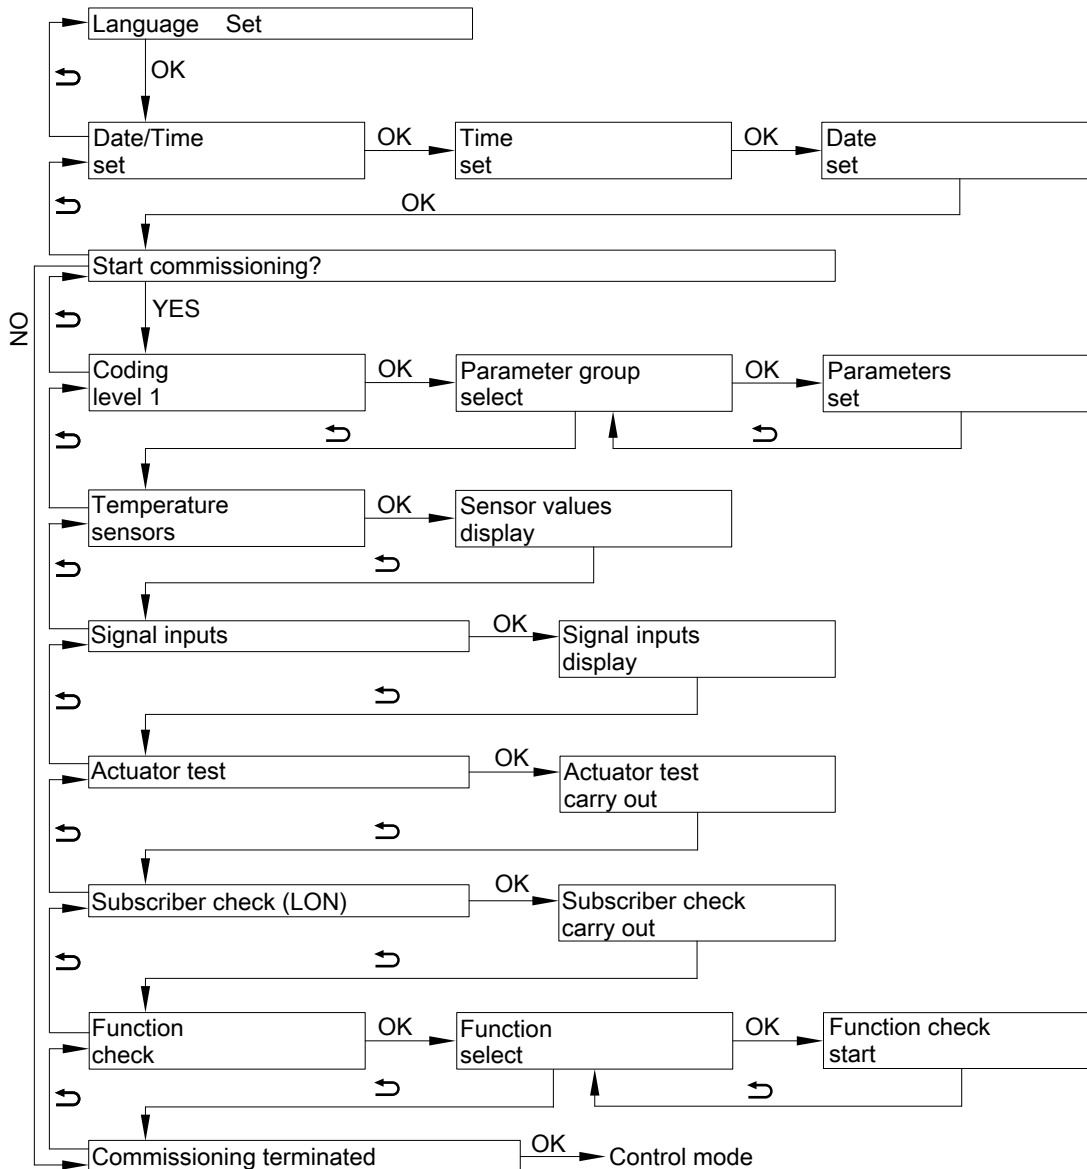 Language Set
OK
Date/Time
set
OK
Time
set
OK
Date
set
OK
Start commissioning?
NO
YES
Coding
level 1
OK
Parameter group
select
OK
Parameters
set
Temperature
sensors
OK
Sensor values
display
Signal inputs
OK
Signal inputs
display
Actuator test
OK
Actuator test
carry out
Subscriber check (LON)
OK
Subscriber check
carry out
Function
check
OK
Function
select
OK
Function check
start
Commissioning terminated
OK
Control mode